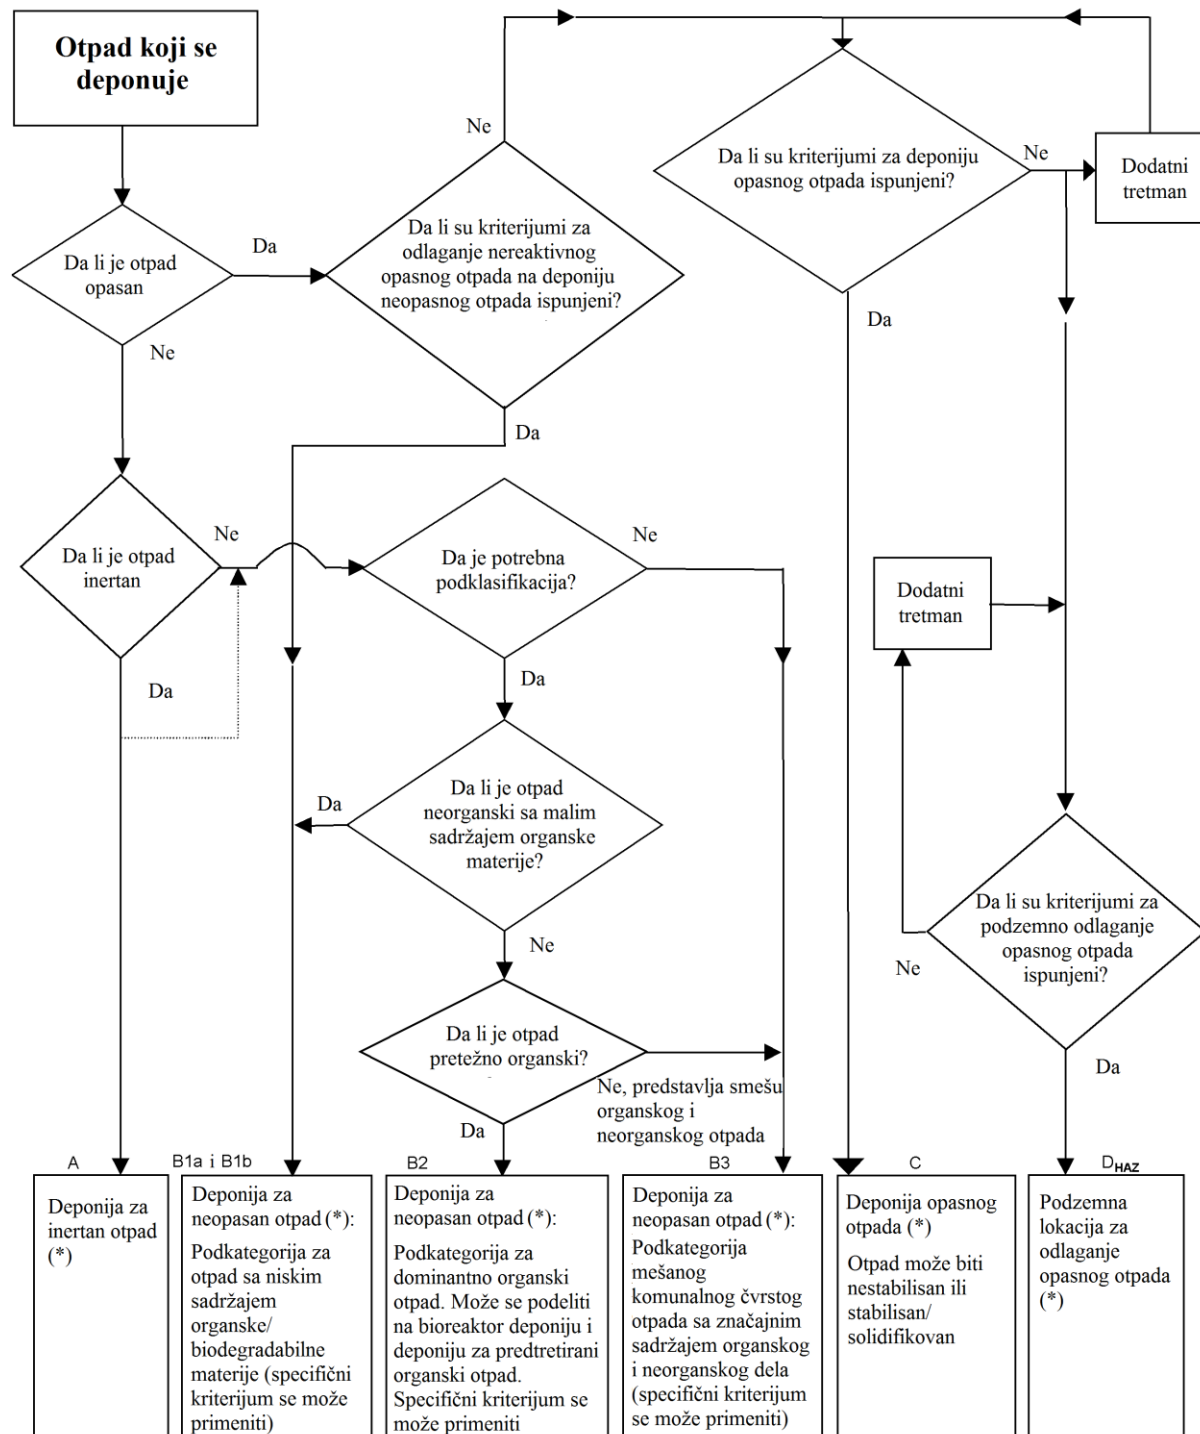 Otpad koji se
deponuje
Ne
Da li su kriterijumi za deponiju
opasnog otpada ispunjeni?
Ne
Dodatni
tretman
Da li je otpad
opasan
Da
Da li su kriterijumi za
odlaganje nereaktivnog
opasnog otpada na deponiju
neopasnog otpada ispunjeni?
Da
Ne
Da
Da li je otpad
inertan
Ne
Da je potrebna
podklasifikacija?
Ne
Dodatni
tretman
Da
Da
Da li je otpad
neorganski sa malim
sadržajem organske
materije?
Da
Ne
Da li su kriterijumi za
podzemno odlaganje
opasnog otpada
ispunjeni?
Ne
Da
Da li je otpad
pretežno organski?
Ne, predstavlja smešu
organskog i
neorganskog otpada
Da
A
Deponija za
inertan otpad
(*)
B1a i B1b
Deponija za
neopasan otpad (*):
Podkategorija za
otpad sa niskim
sadržajem
organske/
biodegradabilne
materije (specifični
kriterijum se može
primeniti)
B2
Deponija za
neopasan otpad (*):
Podkategorija za
dominantno organski
otpad. Može se podeliti
na bioreaktor deponiju i
deponiju za predtretirani
organski otpad.
Specifični kriterijum se
može primeniti
B3
Deponija za
neopasan otpad (*):
Podkategorija
mešanog
komunalnog čvrstog
otpada sa značajnim
sadržajem organskog
i neorganskog dela
(specifični kriterijum
se može primeniti)
C
Deponija opasnog
otpada (*)
Otpad može biti
nestabilisan ili
stabilisan/
solidifikovan
DHAZ
Podzemna
lokacija za
odlaganje
opasnog otpada
(*)